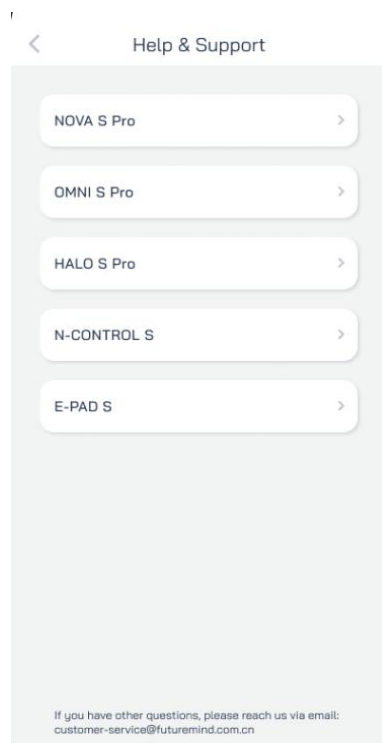 Help & Support
NOVA S Pro
OMNI S Pro
HALO S Pro
N-CONTROL S
E-PAD S
If you have other questions, please reach us via email:
customer-service@futuremind.com.cn